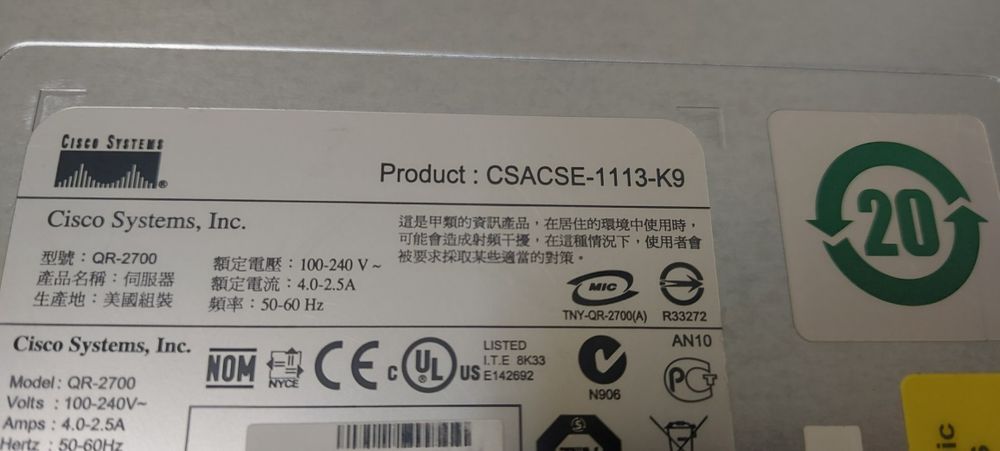 CISCO SYSTEMS
®
Product : CSACSE-1113-K9
20
Cisco Systems, Inc.
型號：QR-2700
產品名稱：伺服器
生產地：美國組裝
額定電壓：100-240 V ~
額定電流：4.0-2.5A
頻率：50-60 Hz
這是甲類的資訊產品，在居住的環境中使用時，
可能會造成射頻干擾，在這種情況下，使用者會
被要求採取某些適當的對策。
MIC
TNY-QR-2700(A)
R33272
Cisco Systems, Inc.
Model: QR-2700
Volts : 100-240V~
Amps : 4.0-2.5A
Hertz : 50-60Hz
NOM
NYCE
CE
c UL US
LISTED
I.T.E 8K33
E142692
N906
AN10
PCT
S
ic